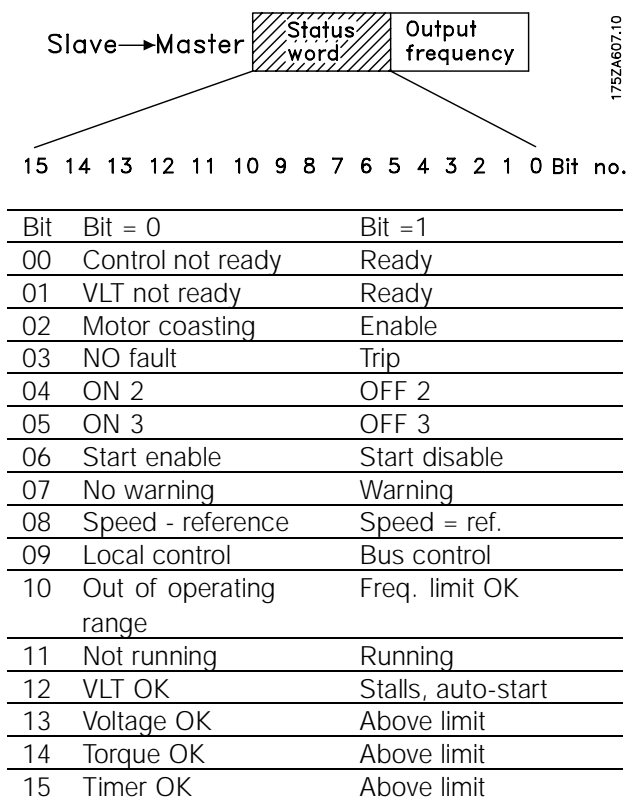 Slave→Master Status word Output frequency
175ZA607.10
15 14 13 12 11 10 9 8 7 6 5 4 3 2 1 0 Bit no.
Bit Bit = 0 Bit =1
00 Control not ready Ready
01 VLT not ready Ready
02 Motor coasting Enable
03 NO fault Trip
04 ON 2 OFF 2
05 ON 3 OFF 3
06 Start enable Start disable
07 No warning Warning
08 Speed - reference Speed = ref.
09 Local control Bus control
10 Out of operating range Freq. limit OK
11 Not running Running
12 VLT OK Stalls, auto-start
13 Voltage OK Above limit
14 Torque OK Above limit
15 Timer OK Above limit